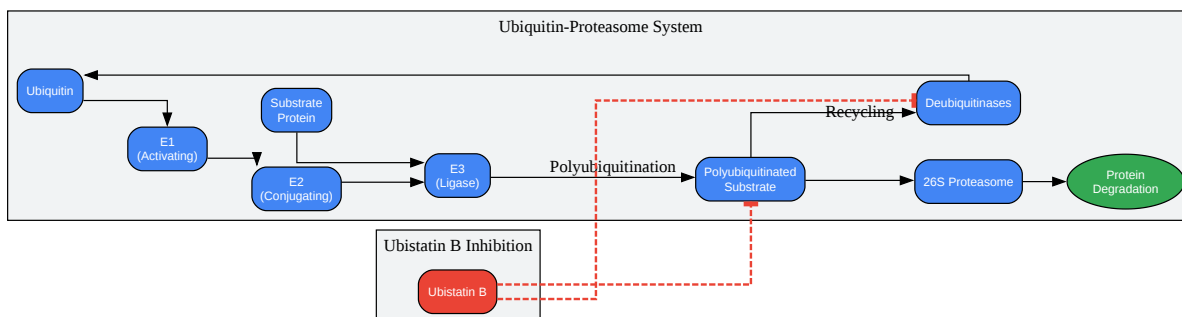 Ubiquitin-Proteasome System
Ubiquitin
E1
(Activating)
Substrate
Protein
E2
(Conjugating)
E3
(Ligase)
Polyubiquitination
Polyubiquitinated
Substrate
Recycling
Deubiquitinases
26S Proteasome
Protein
Degradation
Ubistatin B Inhibition
Ubistatin B